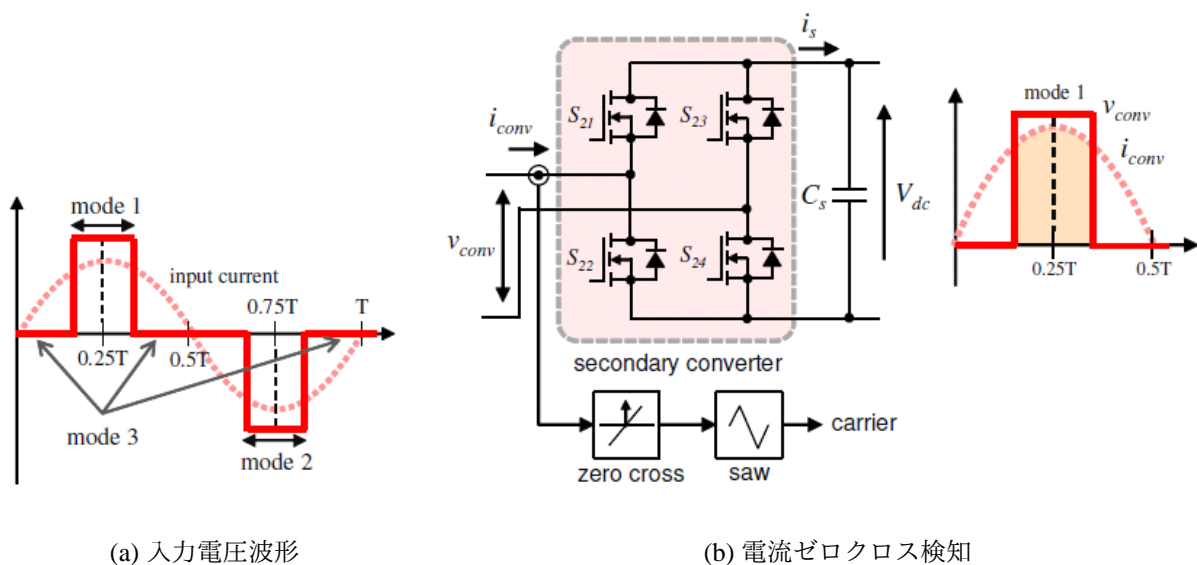 mode 1
input current
0.75T
T
0.25T
0.5T
mode 3
mode 2
(a) 入力電圧波形
i_s
S_21
S_23
i_conv
v_conv
S_22
S_24
C_s
V_dc
secondary converter
zero cross
saw
carrier
mode 1
v_conv
i_conv
0.25T
0.5T
(b) 電流ゼロクロス検知